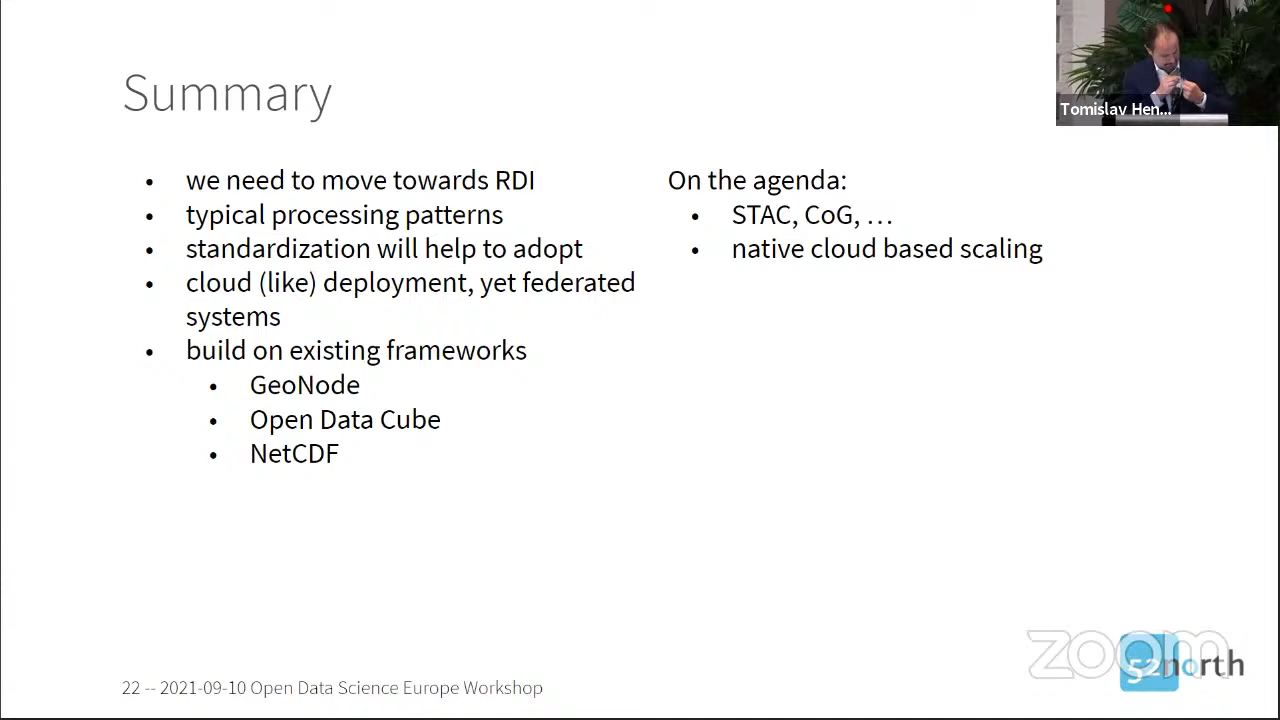 Summary
Tomislav Hen...
• we need to move towards RDI
• typical processing patterns
• standardization will help to adopt
• cloud (like) deployment, yet federated
systems
• build on existing frameworks
• GeoNode
• Open Data Cube
• NetCDF
On the agenda:
• STAC, CoG, …
• native cloud based scaling
zoom
52north
22 -- 2021-09-10 Open Data Science Europe Workshop